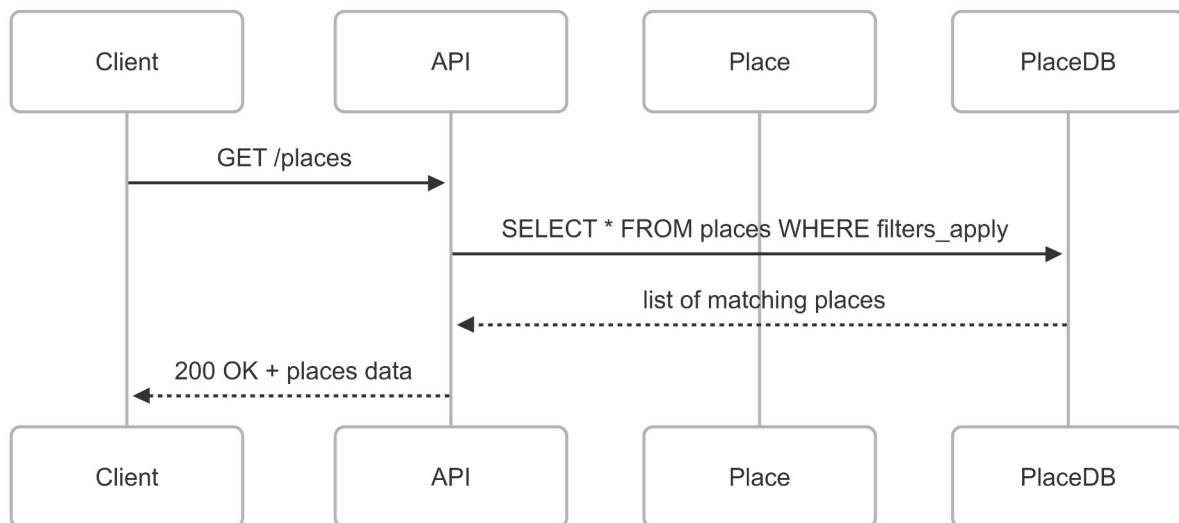 Client API Place PlaceDB
GET /places
SELECT * FROM places WHERE filters_apply
list of matching places
200 OK + places data
Client API Place PlaceDB